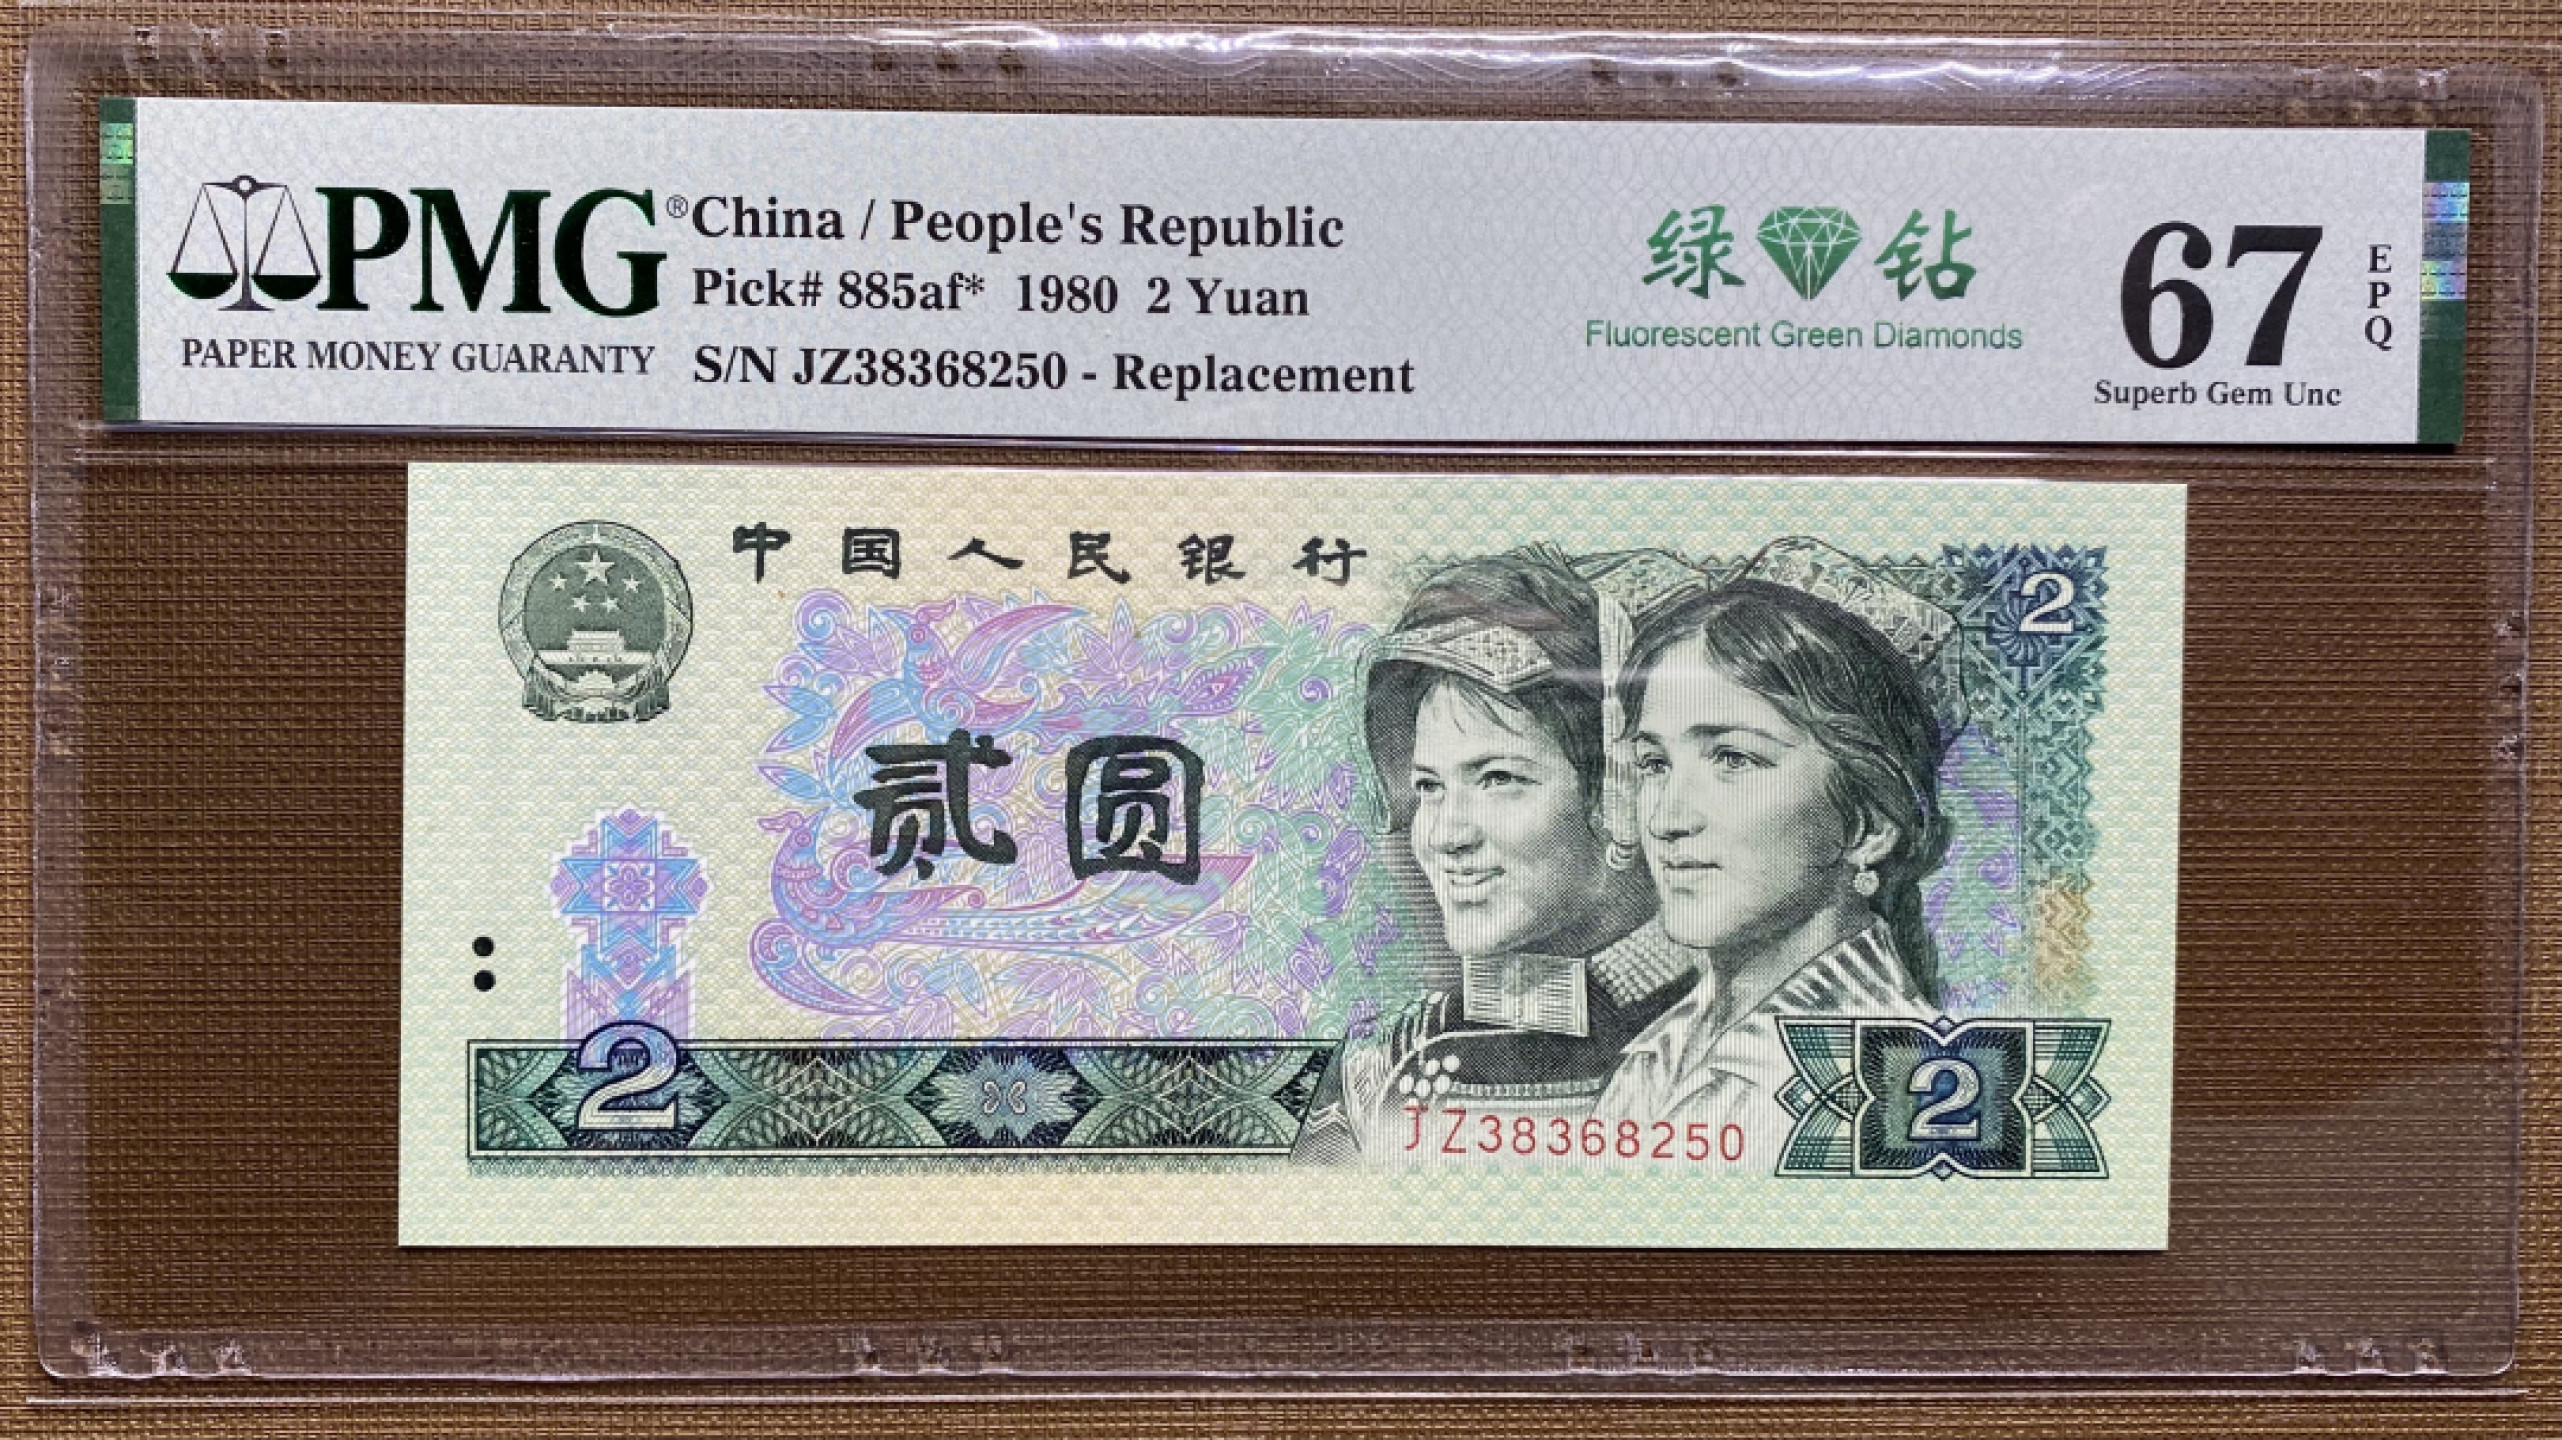 PMG®
PAPER MONEY GUARANTY
China / People's Republic
Pick# 885af* 1980 2 Yuan
S/N JZ38368250 - Replacement
绿钻
Fluorescent Green Diamonds
67
EPQ
Superb Gem Unc
中国人民银行
2
贰圆
2
JZ38368250
2